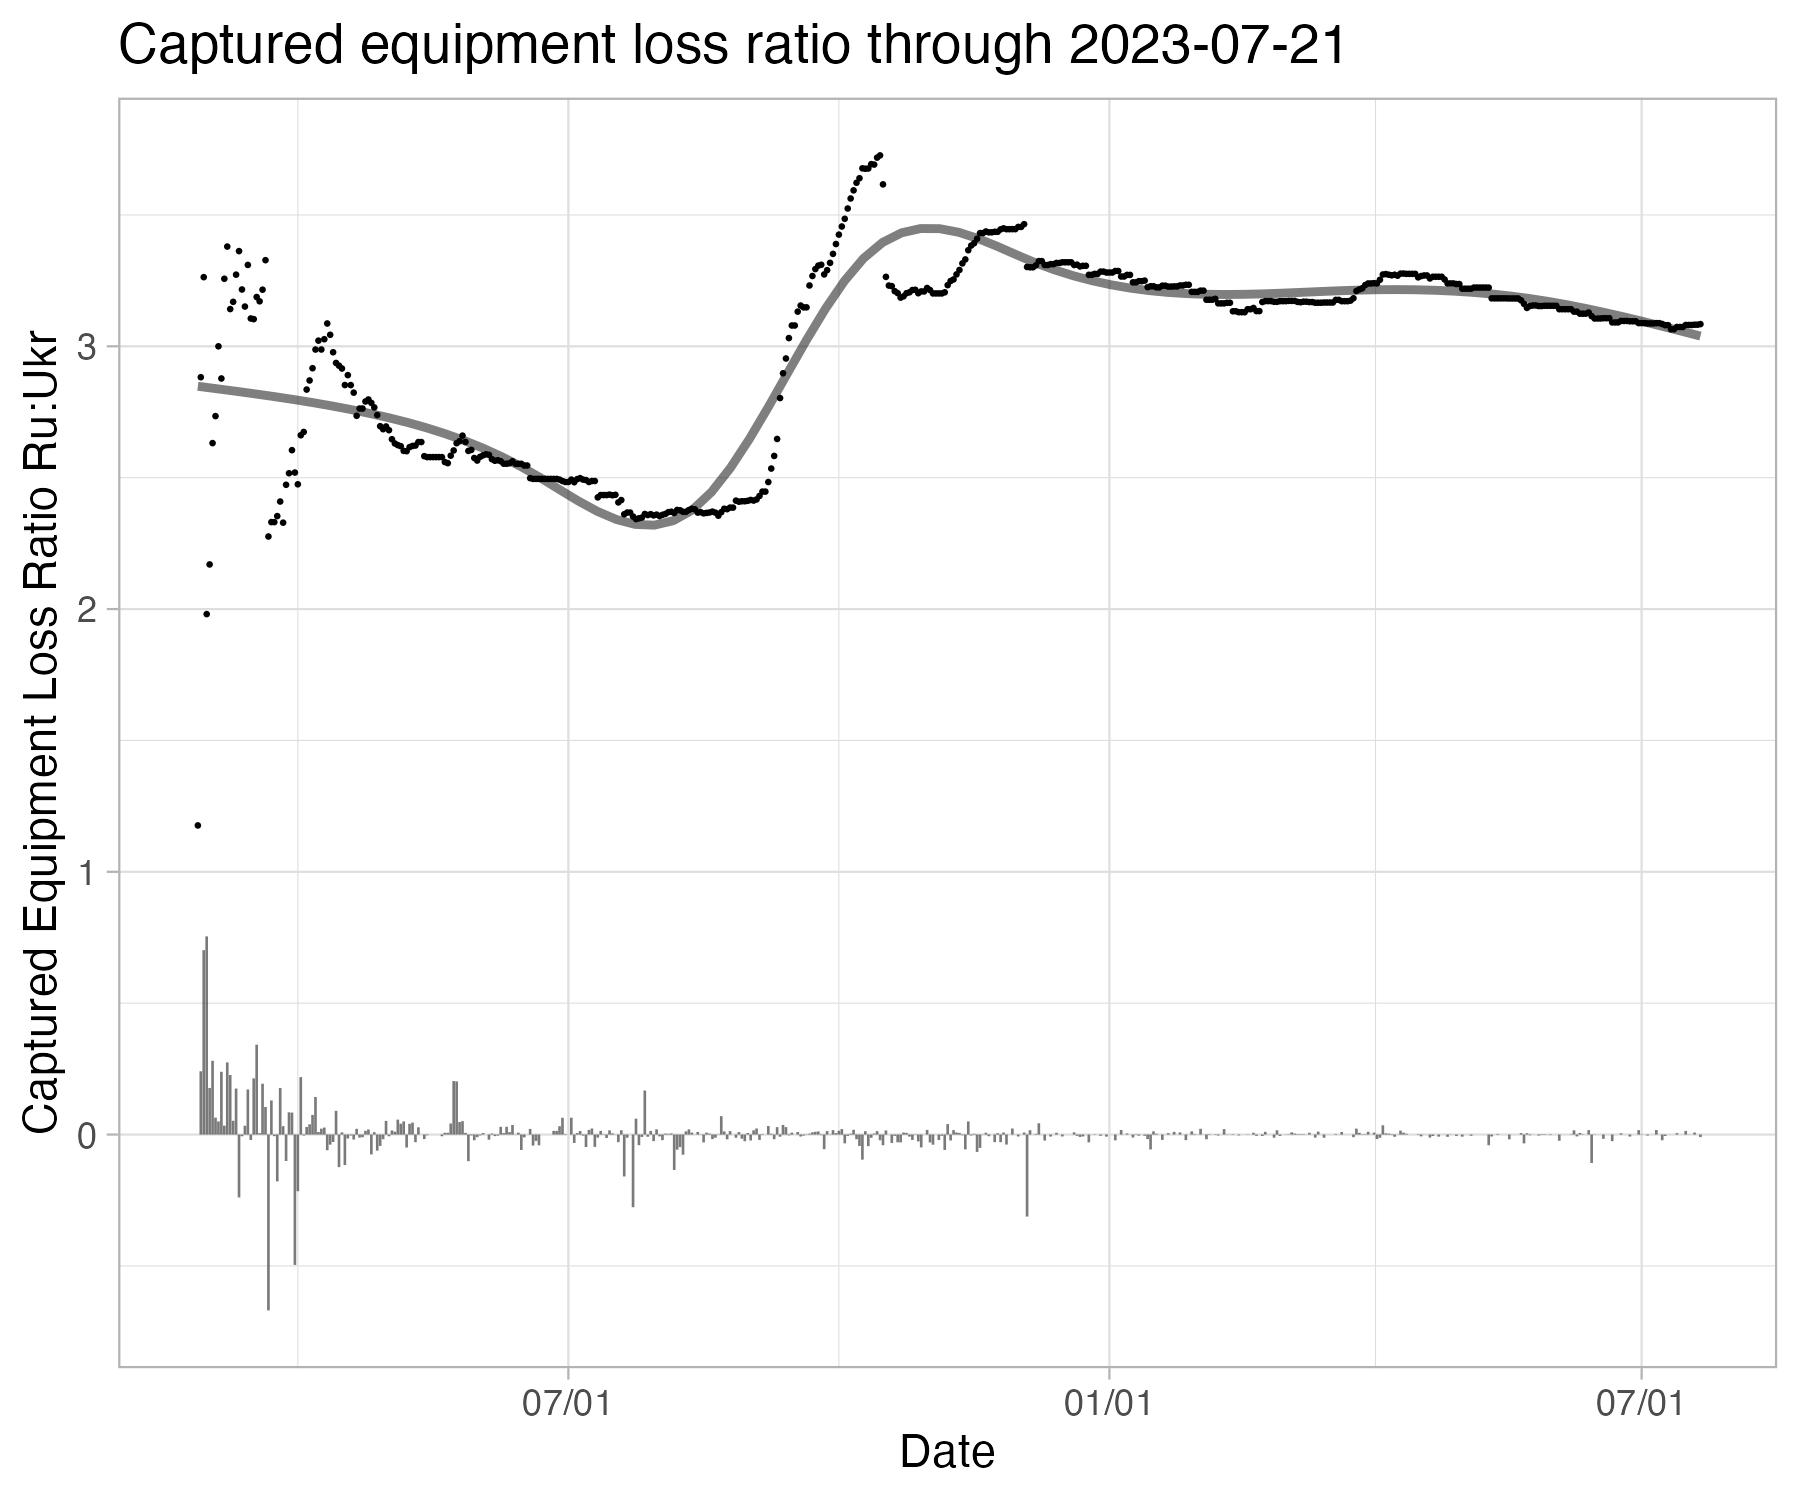 Captured equipment loss ratio through 2023-07-21
Captured Equipment Loss Ratio Ru:Ukr
3
2
1
0
07/01
01/01
07/01
Date